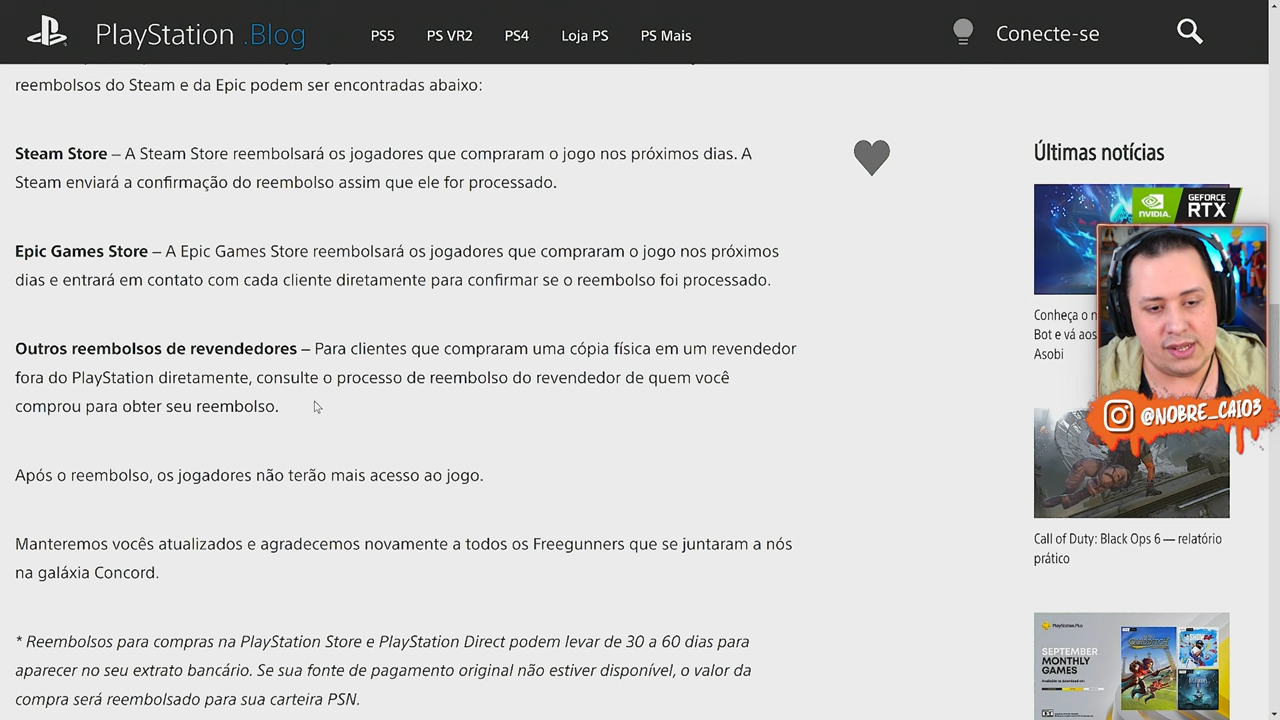 PlayStation .Blog
PS5
PS VR2
PS4
Loja PS
PS Mais
Conecte-se
reembolsos do Steam e da Epic podem ser encontradas abaixo:
Steam Store – A Steam Store reembolsará os jogadores que compraram o jogo nos próximos dias. A
Steam enviará a confirmação do reembolso assim que ele for processado.
Epic Games Store – A Epic Games Store reembolsará os jogadores que compraram o jogo nos próximos
dias e entrará em contato com cada cliente diretamente para confirmar se o reembolso foi processado.
Outros reembolsos de revendedores – Para clientes que compraram uma cópia física em um revendedor
fora do PlayStation diretamente, consulte o processo de reembolso do revendedor de quem você
comprou para obter seu reembolso.
Após o reembolso, os jogadores não terão mais acesso ao jogo.
Manteremos vocês atualizados e agradecemos novamente a todos os Freegunners que se juntaram a nós
na galáxia Concord.
* Reembolsos para compras na PlayStation Store e PlayStation Direct podem levar de 30 a 60 dias para
aparecer no seu extrato bancário. Se sua fonte de pagamento original não estiver disponível, o valor da
compra será reembolsado para sua carteira PSN.
Últimas notícias
NVIDIA
GEFORCE
RTX
Conheça o
Bot e vá aos
Asobi
@NOBRE_CAIO3
Call of Duty: Black Ops 6 — relatório
prático
PlayStation.Plus
SEPTEMBER
MONTHLY
GAMES